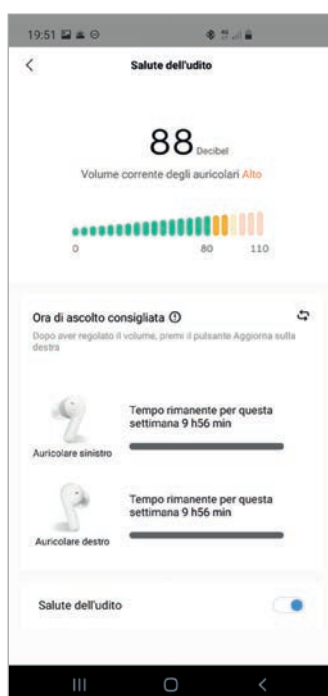 19:51
Salute dell'udito
88 Decibel
Volume corrente degli auricolari Alto
0 80 110
Ora di ascolto consigliata
Dopo aver regolato il volume, premi il pulsante Aggiorna sulla
destra
Tempo rimanente per questa
settimana 9 h56 min
Auricolare sinistro
Tempo rimanente per questa
settimana 9 h56 min
Auricolare destro
Salute dell'udito